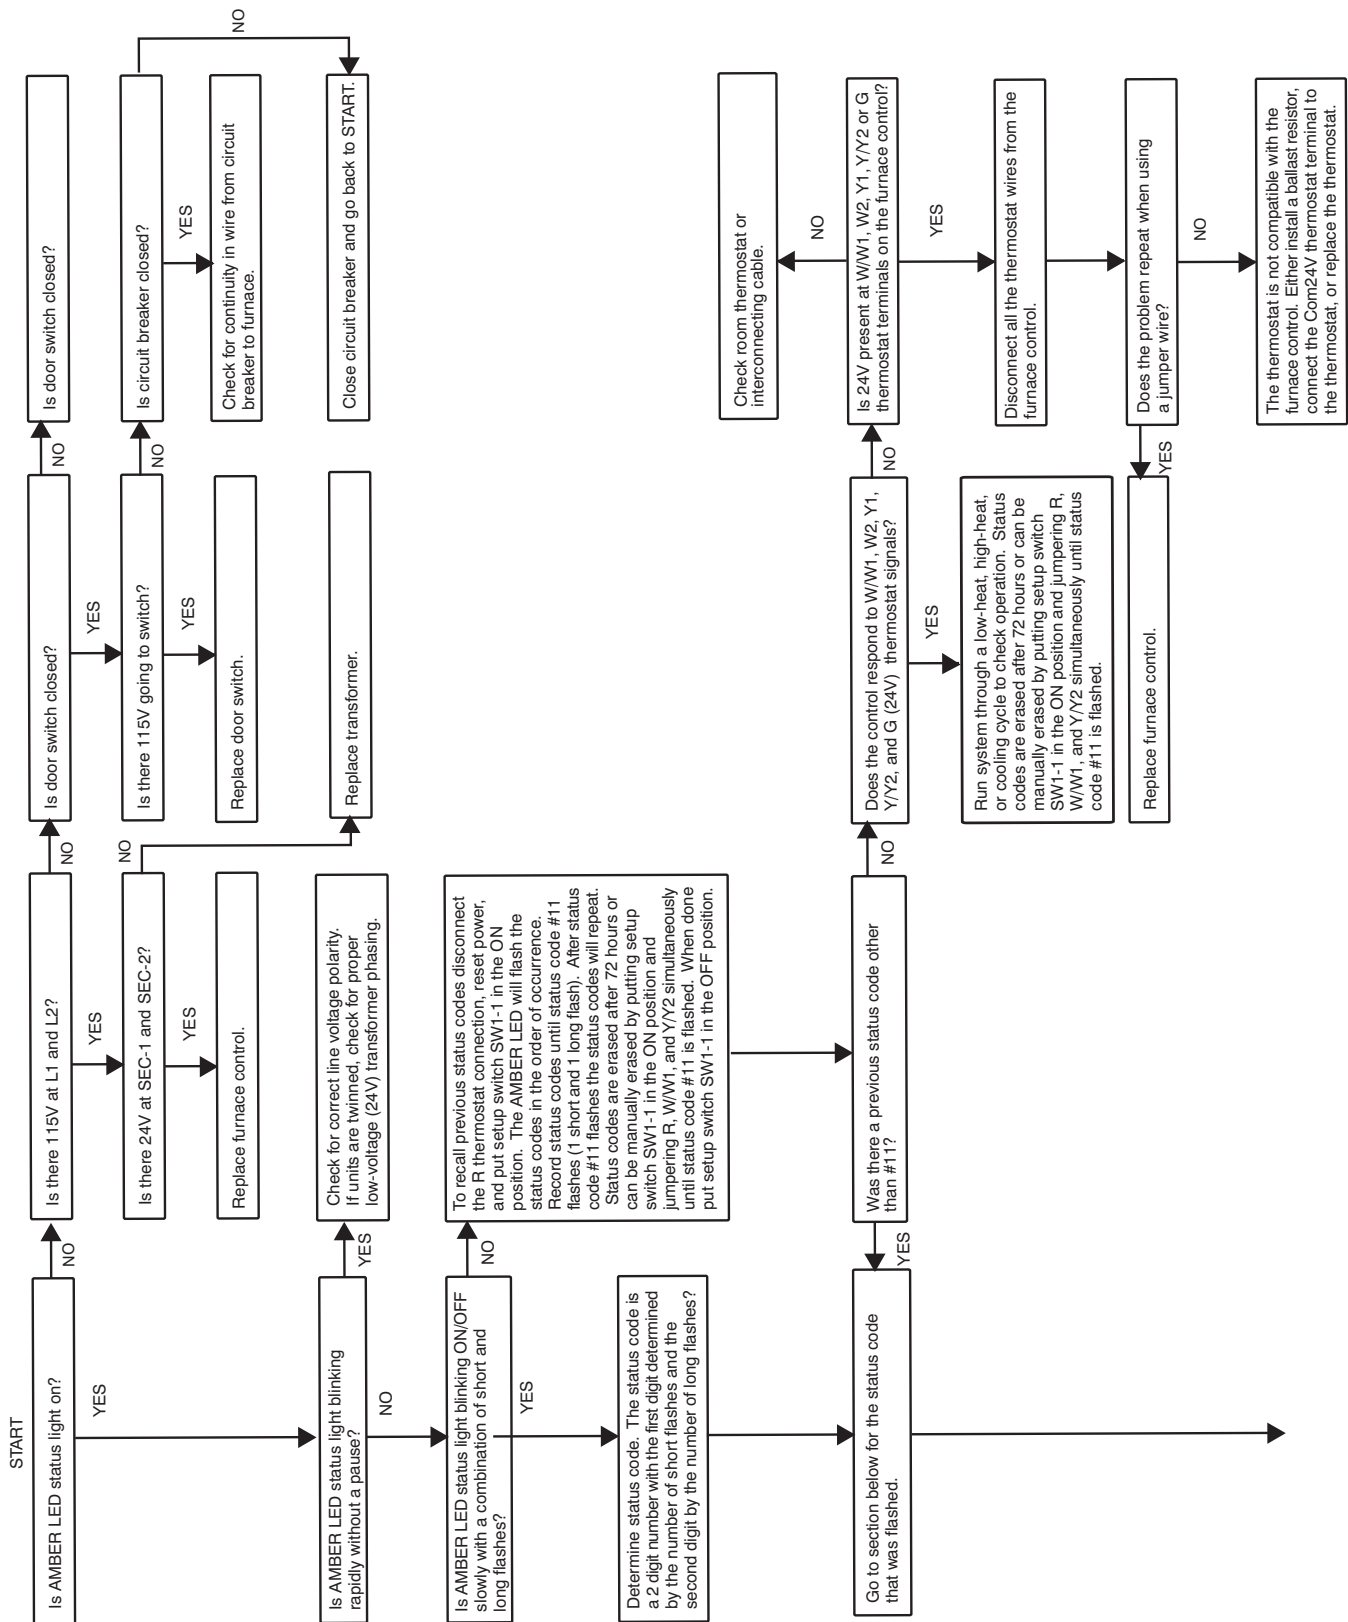 START
Is AMBER LED status light on?
NO
YES
Is there 115V at L1 and L2?
NO
YES
Is door switch closed?
NO
YES
Is door switch closed?
Is there 24V at SEC-1 and SEC-2?
NO
YES
Is there 115V going to switch?
NO
YES
Is circuit breaker closed?
NO
YES
Replace furnace control.
Replace door switch.
Check for continuity in wire from circuit
breaker to furnace.
Is AMBER LED status light blinking
rapidly without a pause?
YES
NO
Check for correct line voltage polarity.
If units are twinned, check for proper
low-voltage (24V) transformer phasing.
Replace transformer.
Close circuit breaker and go back to START.
Is AMBER LED status light blinking ON/OFF
slowly with a combination of short and
long flashes?
NO
YES
To recall previous status codes disconnect
the R thermostat connection, reset power,
and put setup switch SW1-1 in the ON
position. The AMBER LED will flash the
status codes in the order of occurrence.
Record status codes until status code #11
flashes (1 short and 1 long flash). After status
code #11 flashes the status codes will repeat.
Status codes are erased after 72 hours or
can be manually erased by putting setup
switch SW1-1 in the ON position and
jumpering R, W/W1, and Y/Y2 simultaneously
until status code #11 is flashed. When done
put setup switch SW1-1 in the OFF position.
Determine status code. The status code is
a 2 digit number with the first digit determined
by the number of short flashes and the
second digit by the number of long flashes?
Check room thermostat or
interconnecting cable.
NO
Go to section below for the status code
that was flashed.
YES
Was there a previous status code other
than #11?
NO
Does the control respond to W/W1, W2, Y1,
Y/Y2, and G (24V) thermostat signals?
NO
YES
Is 24V present at W/W1, W2, Y1, Y/Y2 or G
thermostat terminals on the furnace control?
YES
Run system through a low-heat, high-heat,
or cooling cycle to check operation. Status
codes are erased after 72 hours or can be
manually erased by putting setup switch
SW1-1 in the ON position and jumpering R,
W/W1, and Y/Y2 simultaneously until status
code #11 is flashed.
Disconnect all the thermostat wires from the
furnace control.
Replace furnace control.
YES
Does the problem repeat when using
a jumper wire?
NO
The thermostat is not compatible with the
furnace control. Either install a ballast resistor,
connect the Com24V thermostat terminal to
the thermostat, or replace the thermostat.